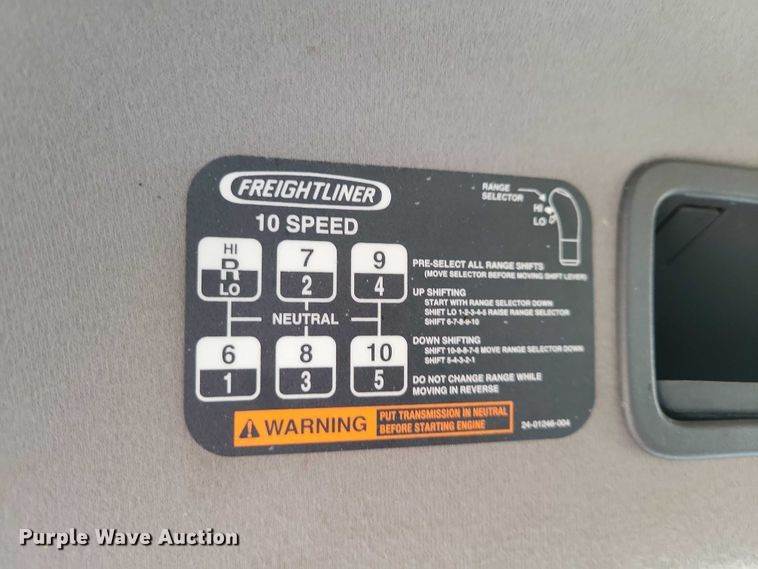 FREIGHTLINER
10 SPEED
RANGE
SELECTOR
HI
LO
HI
R
LO
7
2
9
4
NEUTRAL
6
1
8
3
10
5
PRE-SELECT ALL RANGE SHIFTS
(MOVE SELECTOR BEFORE MOVING SHIFT LEVER)
UP SHIFTING
START WITH RANGE SELECTOR DOWN
SHIFT LO 1-2-3-4-5 RAISE RANGE SELECTOR
SHIFT 6-7-8-9-10
DOWN SHIFTING
SHIFT 10-9-8-7-6 MOVE RANGE SELECTOR DOWN
SHIFT 5-4-3-2-1
DO NOT CHANGE RANGE WHILE
MOVING IN REVERSE
WARNING
PUT TRANSMISSION IN NEUTRAL
BEFORE STARTING ENGINE
24-01246-004
Purple Wave Auction